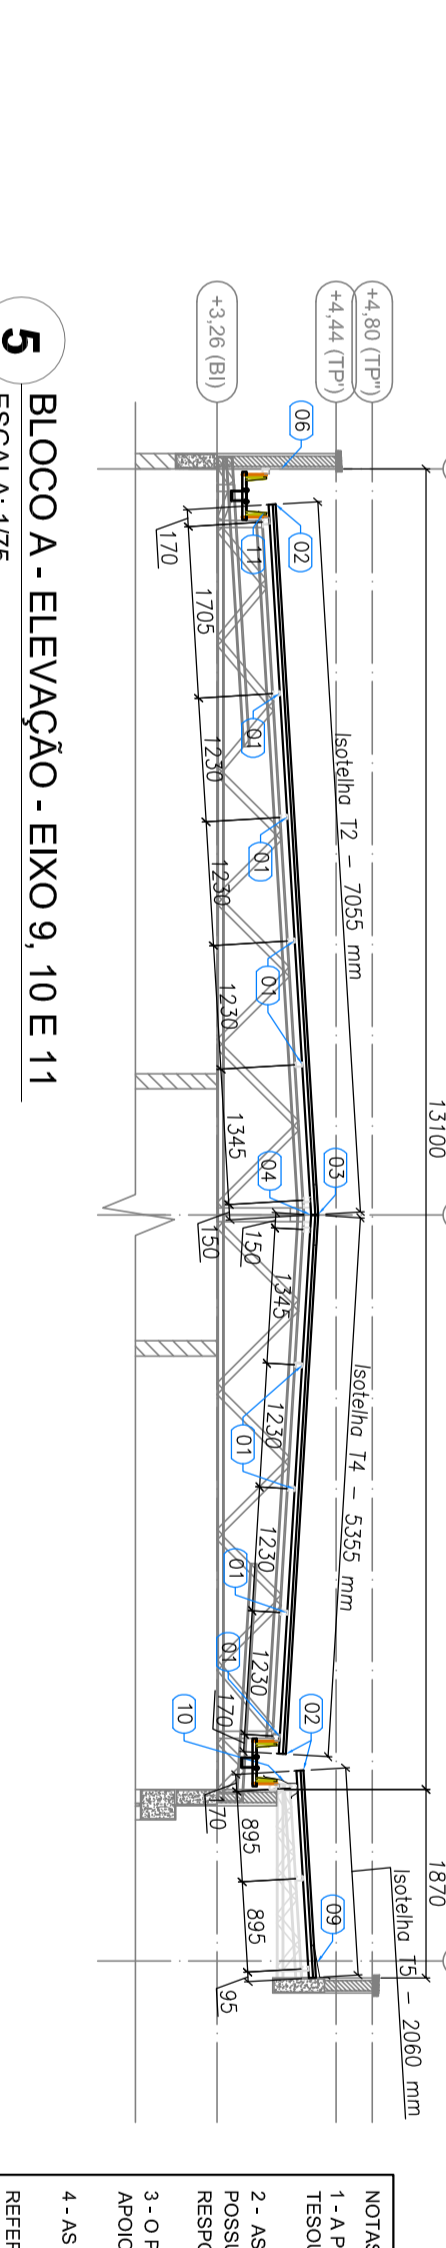 +4,80 (TP")
+4,44 (TP')
+3,26 (BI)
13100
1870
Isotelha T2 - 7055 mm
Isotelha T4 - 5355 mm
Isotelha T5 - 2060 mm
06
02
11
01
01
01
03
04
01
01
01
02
10
09
170
1705
1230
1230
1230
1345
150
150
1345
1230
1230
1230
170
170
895
895
95
5
BLOCO A - ELEVAÇÃO - EIXO 9, 10 E 11
ESCALA: 1/75
NOTAS
1 - A P
TESOU
2 - AS
POSSU
RESPO
3 - O P
APOIO
4 - AS
REFER